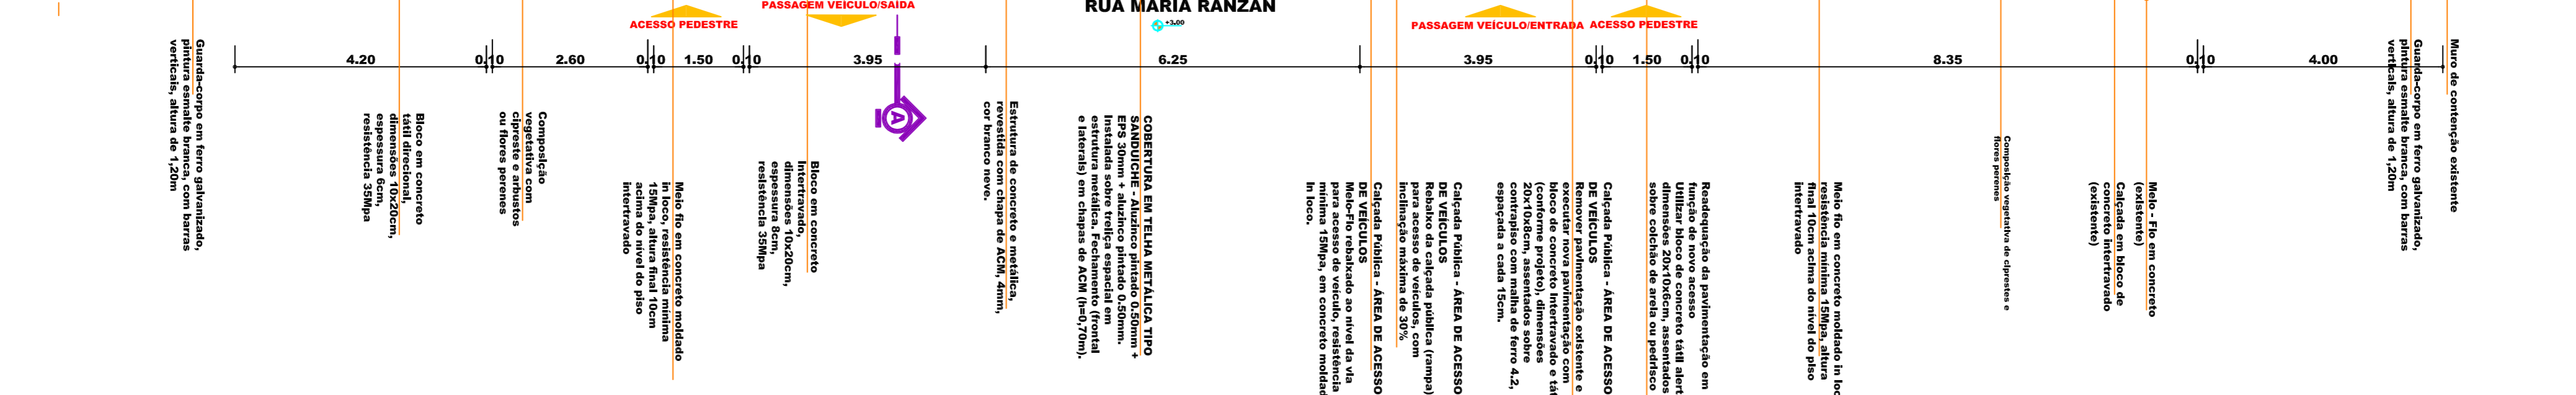 RUA MARIA RANZAN
+3,00
PASSAGEM VEÍCULO/SAÍDA
ACESSO PEDESTRE
PASSAGEM VEÍCULO/ENTRADA
ACESSO PEDESTRE
4.20
0.10
2.60
0.10
1.50
0.10
3.95
6.25
3.95
0.10
1.50
0.10
8.35
0.10
4.00
A
Guarda-corpo em ferro galvanizado,
pintura esmalte branca, com barras
verticais, altura de 1,20m
Bloco em concreto
tátil direcional,
dimensões 10x20cm,
espessura 6cm,
resistência 35Mpa
Composição
vegetativa com
cipreste e arbustos
ou flores perenes
Meio fio em concreto moldado
in loco, resistência mínima
15Mpa, altura final 10cm
acima do nível do piso
intertravado
Bloco em concreto
Intertravado,
dimensões 10x20cm,
espessura 8cm,
resistência 35Mpa
Estrutura de concreto e metálica,
revestida com chapa de ACM, 4mm,
cor branco neve.
COBERTURA EM TELHA METÁLICA TIPO
SANDUÍCHE - Aluzinco pintado 0.50mm +
EPS 30mm + aluzinco pintado 0.50mm.
Instalada sobre treliça espacial em
estrutura metálica. Fechamento (frontal
e laterais) em chapas de ACM (h=0,70m).
Calçada Pública - ÁREA DE ACESSO
DE VEÍCULOS
Meio-Fio rebaixado ao nível da via
para acesso de veículo, resistência
mínima 15Mpa, em concreto moldad
In loco.
Calçada Pública - ÁREA DE ACESSO
DE VEÍCULOS
Rebaixo da calçada pública (rampa)
para acesso de veículos, com
inclinação máxima de 30%
Calçada Pública - ÁREA DE ACESSO
DE VEÍCULOS
Remover pavimentação existente e
executar nova pavimentação com
bloco de concreto Intertravado e tát
(conforme projeto), dimensões
20x10x8cm, assentados sobre
contrapiso com malha de ferro 4.2,
espaçada a cada 15cm.
Readequação da pavimentação em
função de novo acesso
Utilizar bloco de concreto tátil alert
dimensões 20x10x6cm, assentados
sobre colchão de areia ou pedrisco
Meio fio em concreto moldado in loc
resistência mínima 15Mpa, altura
final 10cm acima do nível do piso
intertravado
Composição vegetativa de ciprestes e
flores perenes
Calçada em bloco de
concreto intertravado
(existente)
Meio - Fio em concreto
(existente)
Guarda-corpo em ferro galvanizado,
pintura esmalte branca, com barras
verticais, altura de 1,20m
Muro de contenção existente